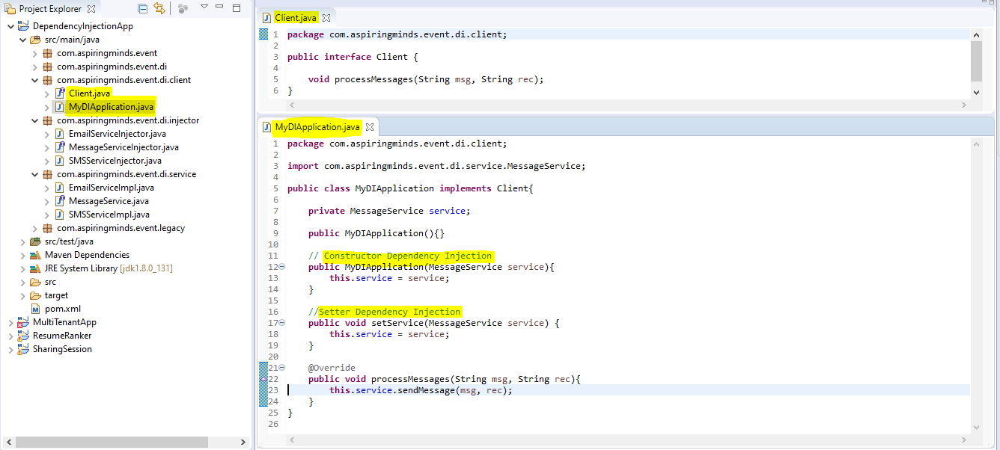 Project Explorer
DependencyInjectionApp
src/main/java
com.aspiringminds.event
com.aspiringminds.event.di
com.aspiringminds.event.di.client
Client.java
MyDIApplication.java
com.aspiringminds.event.di.injector
EmailServiceInjector.java
MessageServiceInjector.java
SMSServiceInjector.java
com.aspiringminds.event.di.service
EmailServiceImpl.java
MessageService.java
SMSServiceImpl.java
com.aspiringminds.event.legacy
src/test/java
Maven Dependencies
JRE System Library [jdk1.8.0_131]
src
target
pom.xml
MultiTenantApp
ResumeRanker
SharingSession
Client.java
1 package com.aspiringminds.event.di.client;
2
3 public interface Client {
4
5 void processMessages(String msg, String rec);
6 }
MyDIApplication.java
1 package com.aspiringminds.event.di.client;
2
3 import com.aspiringminds.event.di.service.MessageService;
4
5 public class MyDIApplication implements Client{
6
7 private MessageService service;
8
9 public MyDIApplication(){}
10
11 // Constructor Dependency Injection
12 public MyDIApplication(MessageService service){
13 this.service = service;
14 }
15
16 //Setter Dependency Injection
17 public void setService(MessageService service) {
18 this.service = service;
19 }
20
21 @Override
22 public void processMessages(String msg, String rec){
23 this.service.sendMessage(msg, rec);
24 }
25 }
26